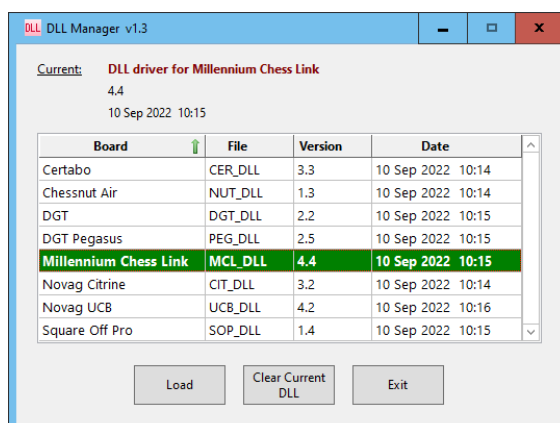 DLL DLL Manager v1.3
Current: DLL driver for Millennium Chess Link
4.4
10 Sep 2022 10:15
Board File Version Date
Certabo CER_DLL 3.3 10 Sep 2022 10:14
Chessnut Air NUT_DLL 1.3 10 Sep 2022 10:14
DGT DGT_DLL 2.2 10 Sep 2022 10:15
DGT Pegasus PEG_DLL 2.5 10 Sep 2022 10:15
Millennium Chess Link MCL_DLL 4.4 10 Sep 2022 10:15
Novag Citrine CIT_DLL 3.2 10 Sep 2022 10:14
Novag UCB UCB_DLL 4.2 10 Sep 2022 10:16
Square Off Pro SOP_DLL 1.4 10 Sep 2022 10:15
Load Clear Current DLL Exit